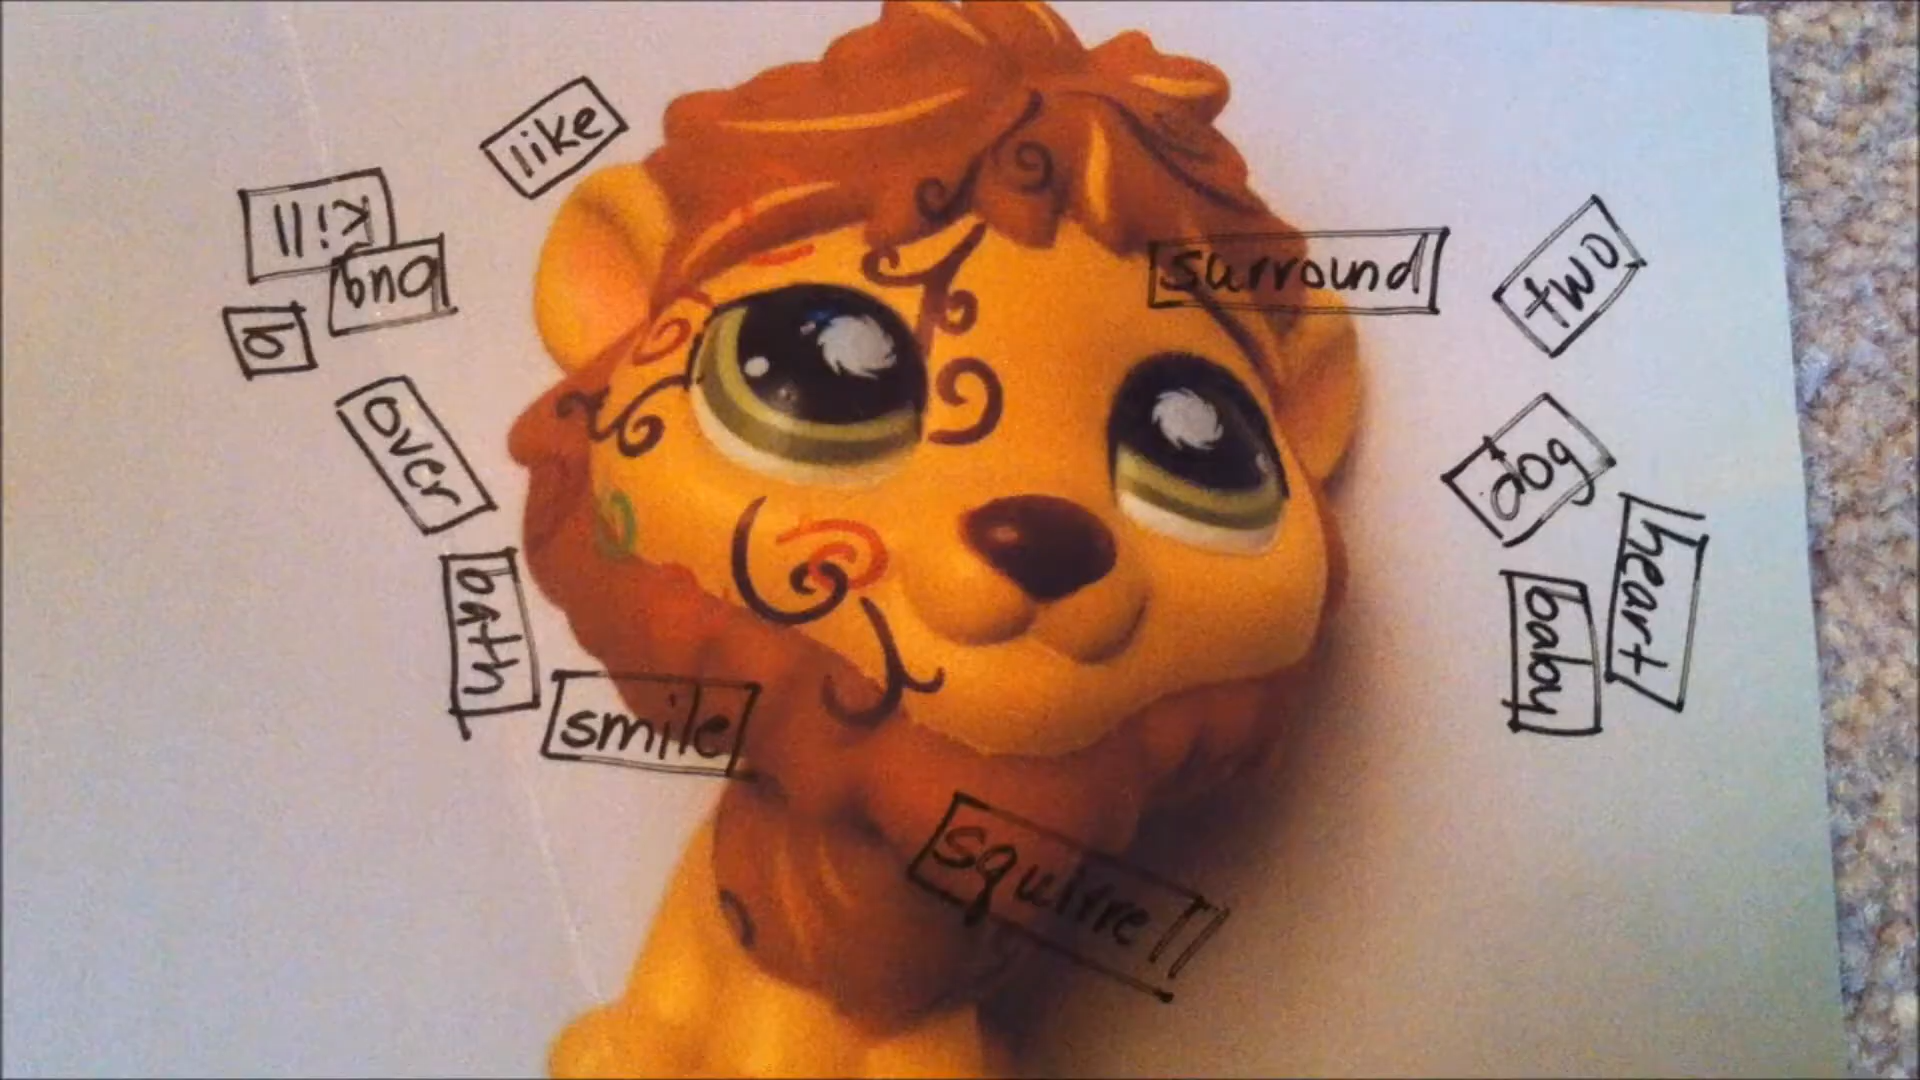 like
kill
bug
a
over
bath
smile
squirrel
surround
two
dog
heart
baby